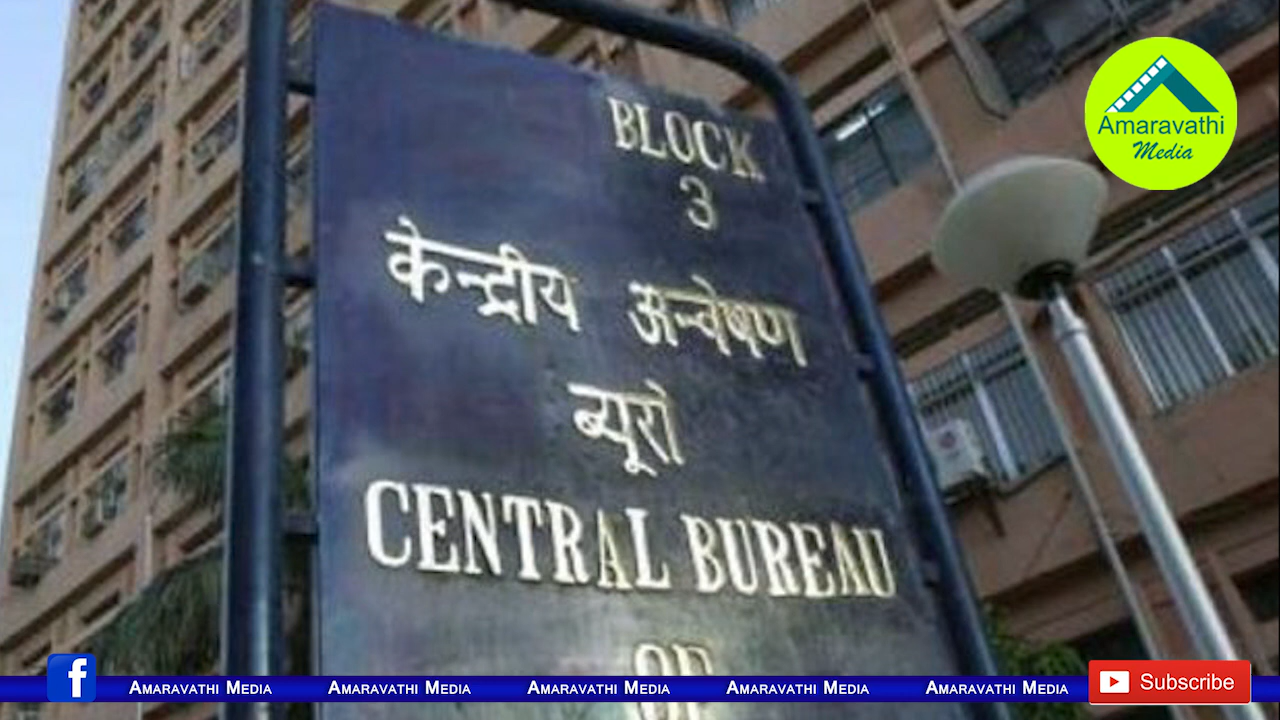 BLOCK
3
केन्द्रीय अन्वेषण
ब्यूरो
CENTRAL BUREAU
OF
Amaravathi
Media
f
AMARAVATHI MEDIA AMARAVATHI MEDIA AMARAVATHI MEDIA AMARAVATHI MEDIA AMARAVATHI MEDIA
Subscribe